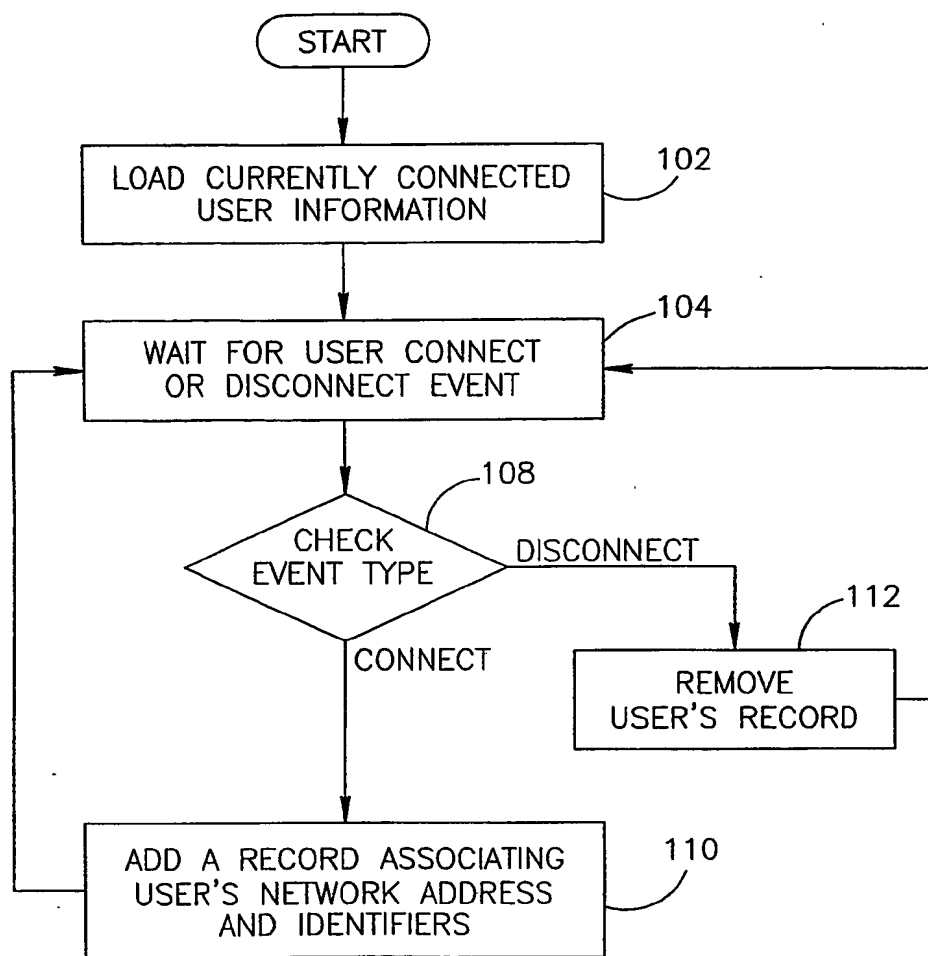 START
102
LOAD CURRENTLY CONNECTED
USER INFORMATION
104
WAIT FOR USER CONNECT
OR DISCONNECT EVENT
108
CHECK
EVENT TYPE
DISCONNECT
CONNECT
112
REMOVE
USER'S RECORD
110
ADD A RECORD ASSOCIATING
USER'S NETWORK ADDRESS
AND IDENTIFIERS